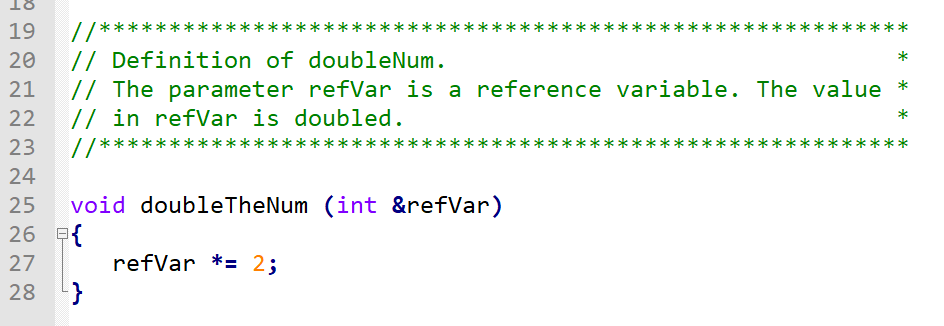 18
19 //**********************************************************
20 // Definition of doubleNum.                                *
21 // The parameter refVar is a reference variable. The value *
22 // in refVar is doubled.                                   *
23 //**********************************************************
24
25 void doubleTheNum (int &refVar)
26 {
27    refVar *= 2;
28 }